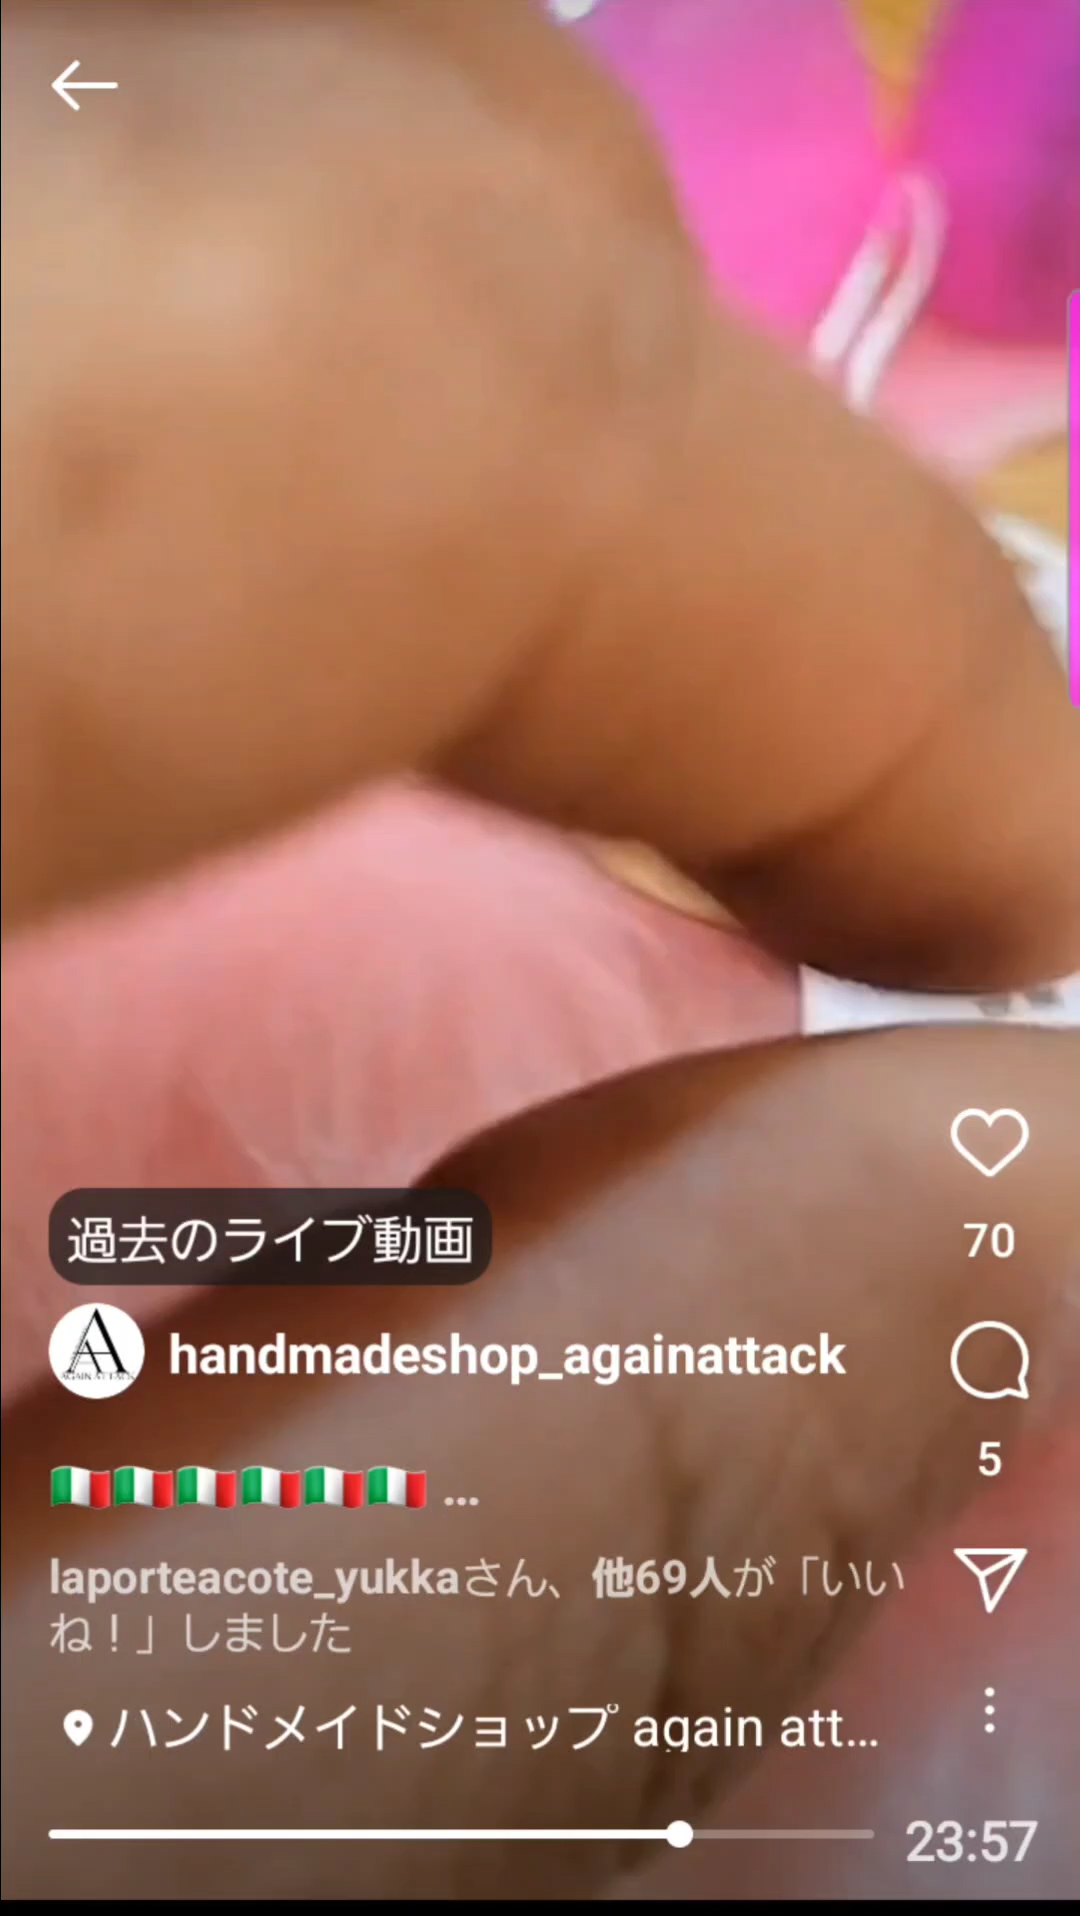 過去のライブ動画
AGAIN ATTACK
handmadeshop_againattack
🇮🇹🇮🇹🇮🇹🇮🇹🇮🇹🇮🇹 ...
laporteacote_yukkaさん、他69人が「いい
ね！」しました
ハンドメイドショップ again att...
70
5
23:57